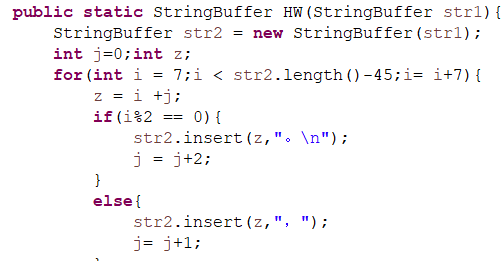 public static StringBuffer HW(StringBuffer str1){
    StringBuffer str2 = new StringBuffer(str1);
    int j=0;int z;
    for(int i = 7;i < str2.length()-45;i= i+7){
        z = i +j;
        if(i%2 == 0){
            str2.insert(z,"。\n");
            j = j+2;
        }
        else{
            str2.insert(z,"，");
            j= j+1;